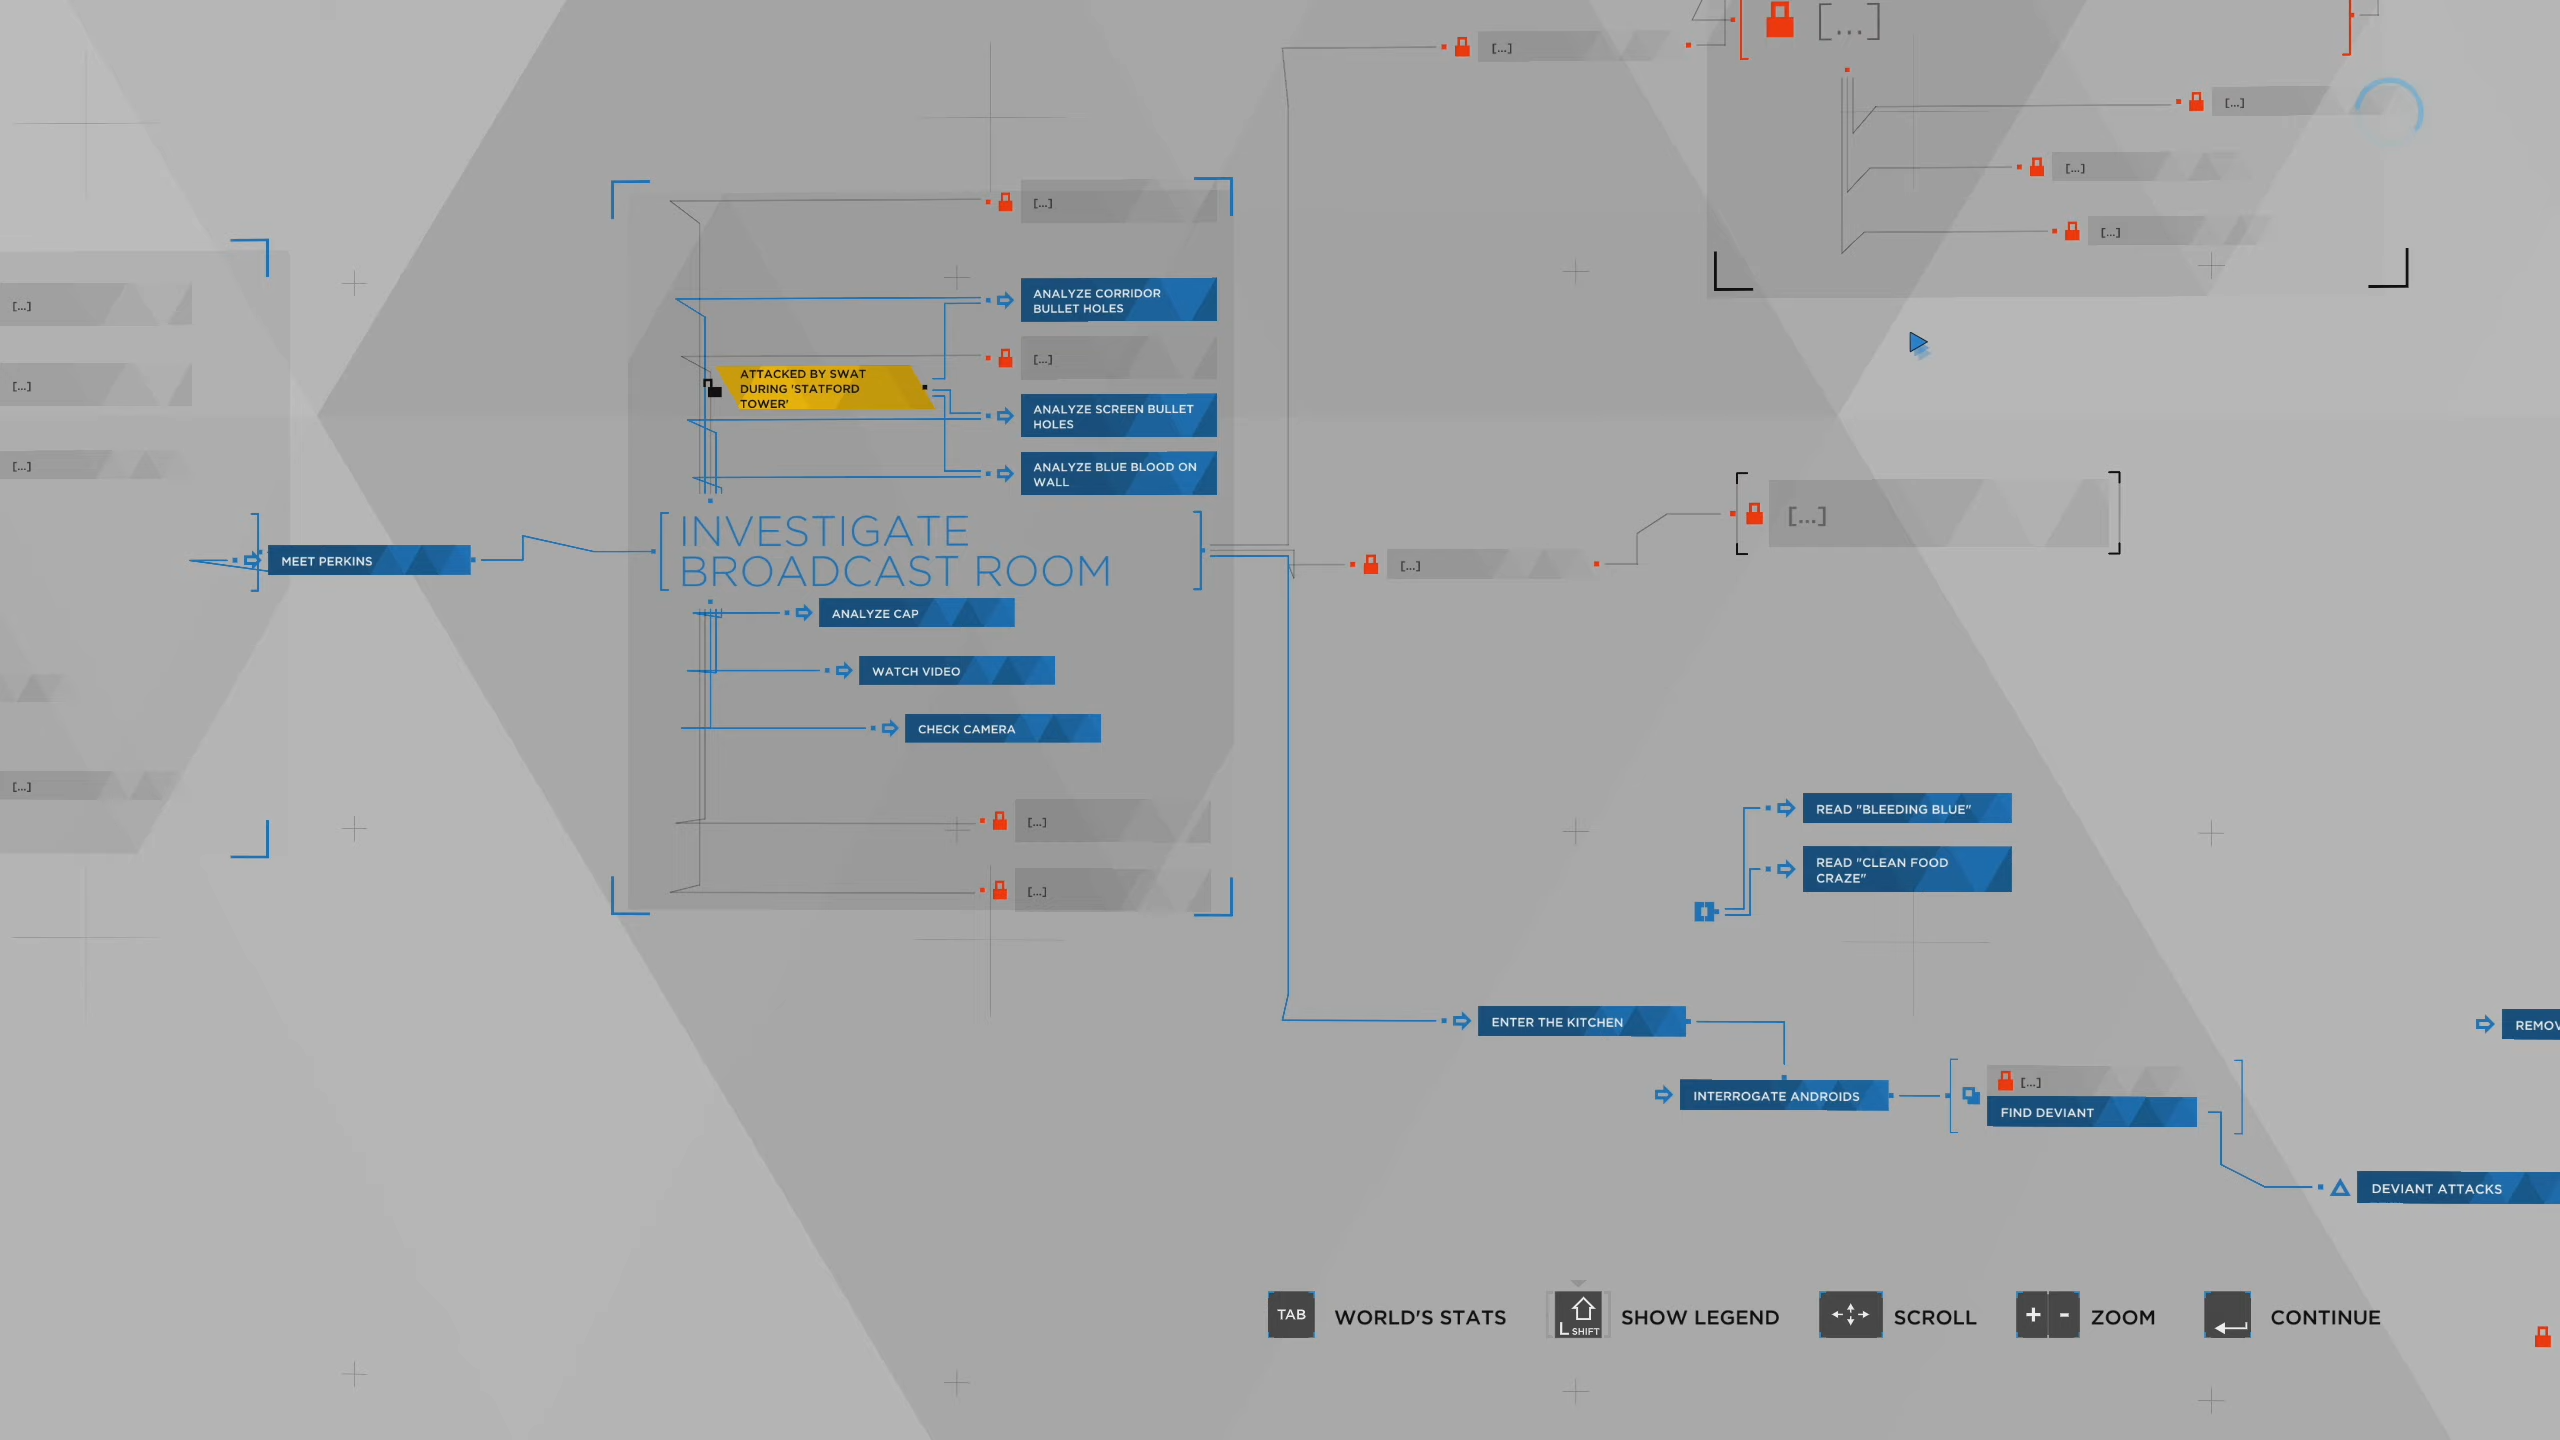 [...]
[...]
[...]
[...]
[...]
[...]
[...]
ANALYZE CORRIDOR
BULLET HOLES
[...]
[...]
[...]
ATTACKED BY SWAT
DURING 'STATFORD
TOWER'
[...]
ANALYZE SCREEN BULLET
HOLES
[...]
ANALYZE BLUE BLOOD ON
WALL
[...]
INVESTIGATE
BROADCAST ROOM
MEET PERKINS
[...]
ANALYZE CAP
WATCH VIDEO
CHECK CAMERA
[...]
[...]
[...]
READ "BLEEDING BLUE"
READ "CLEAN FOOD
CRAZE"
ENTER THE KITCHEN
REMOV
INTERROGATE ANDROIDS
[...]
FIND DEVIANT
DEVIANT ATTACKS
TAB WORLD'S STATS L SHIFT SHOW LEGEND SCROLL + - ZOOM CONTINUE